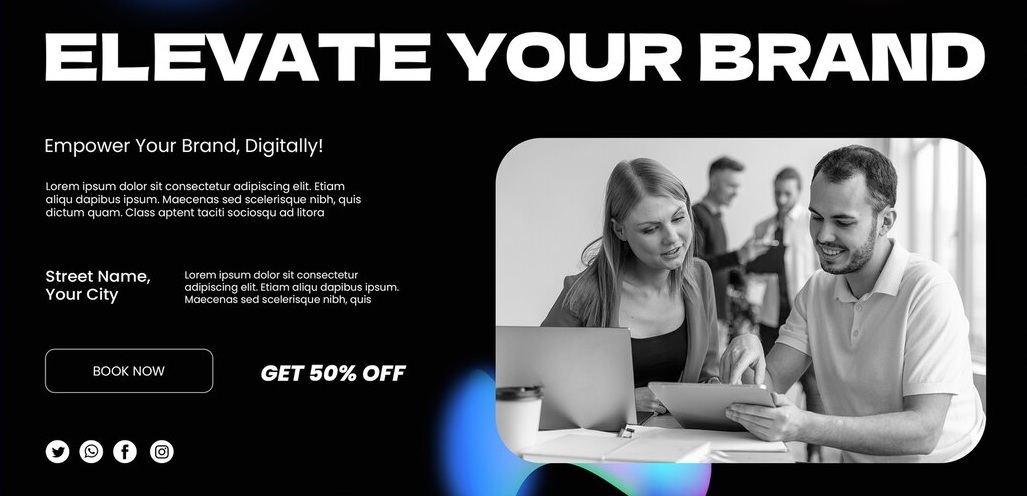 ELEVATE YOUR BRAND
Empower Your Brand, Digitally!
Lorem ipsum dolor sit consectetur adipiscing elit. Etiam
aliqu dapibus ipsum. Maecenas sed scelerisque nibh, quis
dictum quam. Class aptent taciti sociosqu ad litora
Street Name,
Your City
Lorem ipsum dolor sit consectetur
adipiscing elit. Etiam aliqu dapibus ipsum.
Maecenas sed scelerisque nibh, quis
BOOK NOW
GET 50% OFF